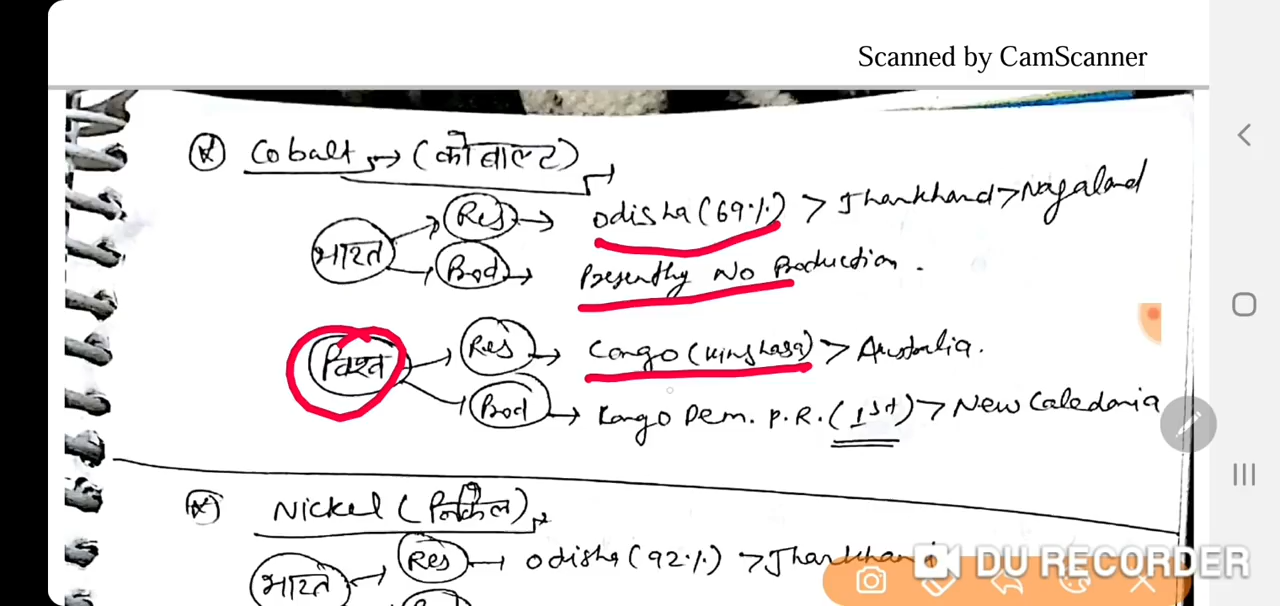 Scanned by CamScanner
Cobalt → (कोबाल्ट)
भारत
Res → Odisha (69%) > Jharkhand > Nagaland
Prod → Presently No Production.
विश्व
Res → Congo (Kinshasa) > Australia.
Prod → Kongo Dem. P. R. (1st) > New Caledonia
Nickel (निकिल)
भारत
Res → Odisha (92%) > Jharkhand
DU RECORDER